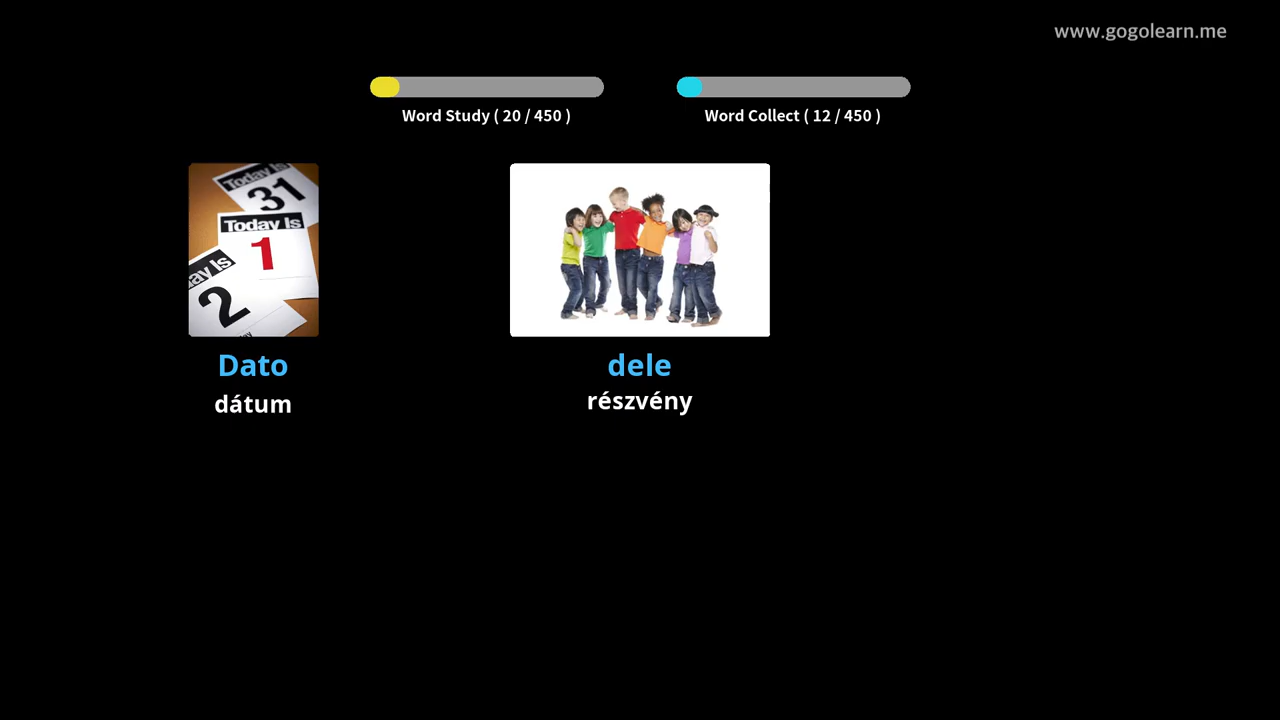 www.gogolearn.me
Word Study ( 20 / 450 )
Word Collect ( 12 / 450 )
Today Is
31
Today Is
1
ay Is
2
Dato
dele
dátum
részvény